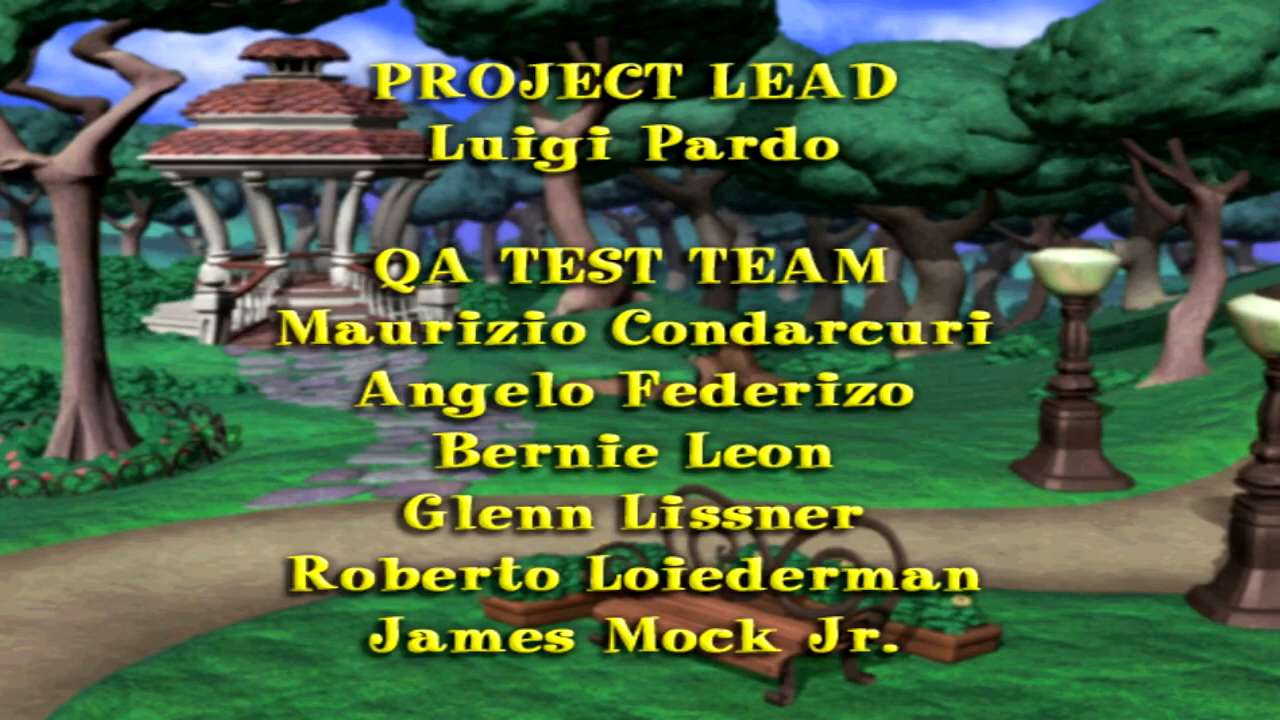 PROJECT LEAD
Luigi Pardo
QA TEST TEAM
Maurizio Condarcuri
Angelo Federizo
Bernie Leon
Glenn Lissner
Roberto Loiederman
James Mock Jr.